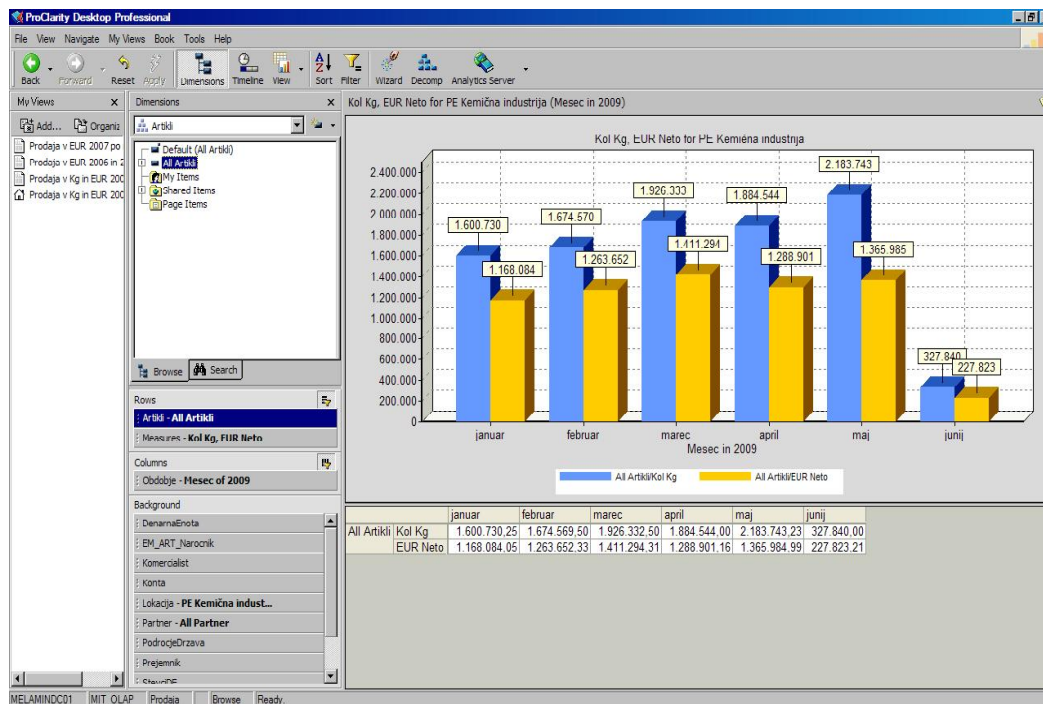 ProClarity Desktop Professional
File View Navigate My Views Book Tools Help
Back Forward Reset Apply Dimensions Timeline View Sort Filter Wizard Decomp Analytics Server
My Views x
Add... Organiz
Prodaja v EUR 2007 po
Prodaja v EUR 2006 in 2
Prodaja v Kg in EUR 200
Prodaja v Kg in EUR 200
Dimensions x
Artikli
Default (All Artikli)
All Artikli
My Items
Shared Items
Page Items
Browse Search
Rows
Artikli - All Artikli
Measures - Kol Kg, EUR Neto
Columns
Obdobje - Mesec of 2009
Background
DenarnaEnota
EM_ART_Narocnik
Komercialist
Konta
Lokacija - PE Kemična indust...
Partner - All Partner
PodrocjeDrzava
Prejemnik
StevciDE
Kol Kg, EUR Neto for PE Kemična industrija (Mesec in 2009)
Kol Kg, EUR Neto for PE Kemična industrija
2.400.000
2.200.000
2.000.000
1.800.000
1.600.000
1.400.000
1.200.000
1.000.000
800.000
600.000
400.000
200.000
0
1.600.730
1.168.084
1.674.570
1.263.652
1.926.333
1.411.294
1.884.544
1.288.901
2.183.743
1.365.985
327.840
227.823
januar februar marec april maj junij
Mesec in 2009
All Artikli/Kol Kg All Artikli/EUR Neto
januar februar marec april maj junij
All Artikli Kol Kg 1.600.730,25 1.674.569,50 1.926.332,50 1.884.544,00 2.183.743,23 327.840,00
EUR Neto 1.168.084,05 1.263.652,33 1.411.294,31 1.288.901,16 1.365.984,99 227.823,21
MELAMINDC01 MIT OLAP Prodaja Browse Ready.